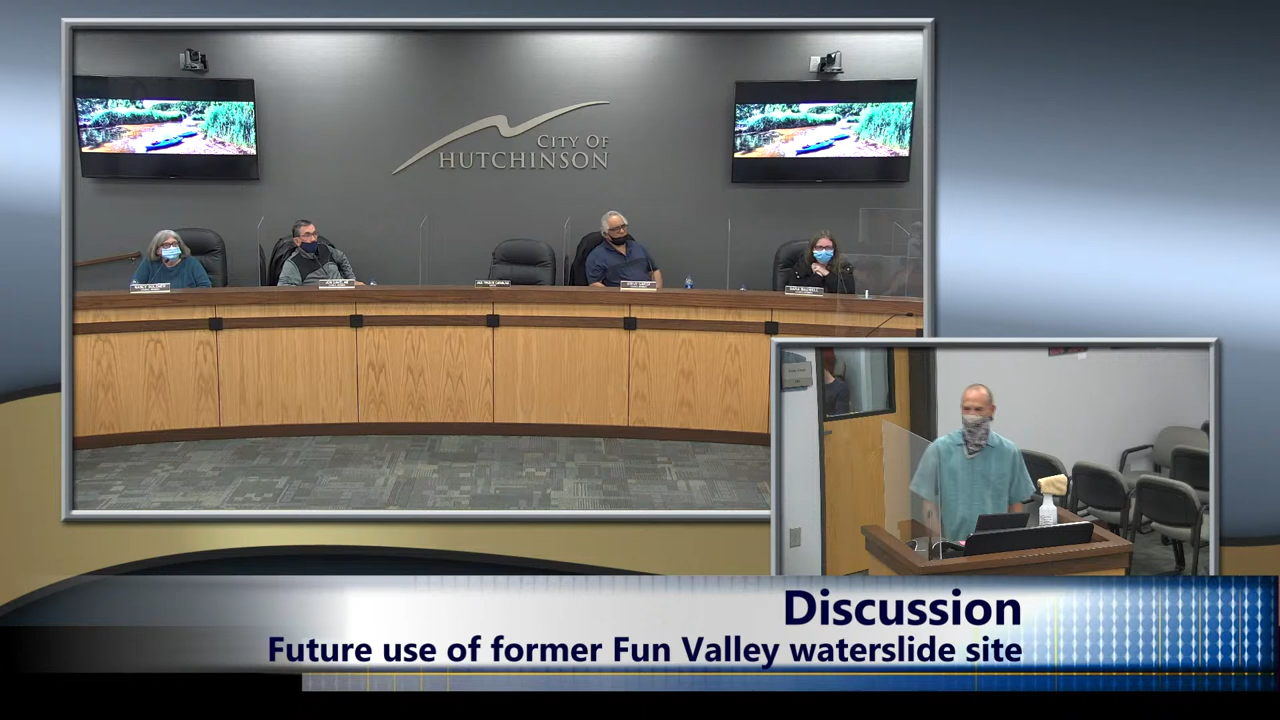 CITY OF
HUTCHINSON
Discussion
Future use of former Fun Valley waterslide site